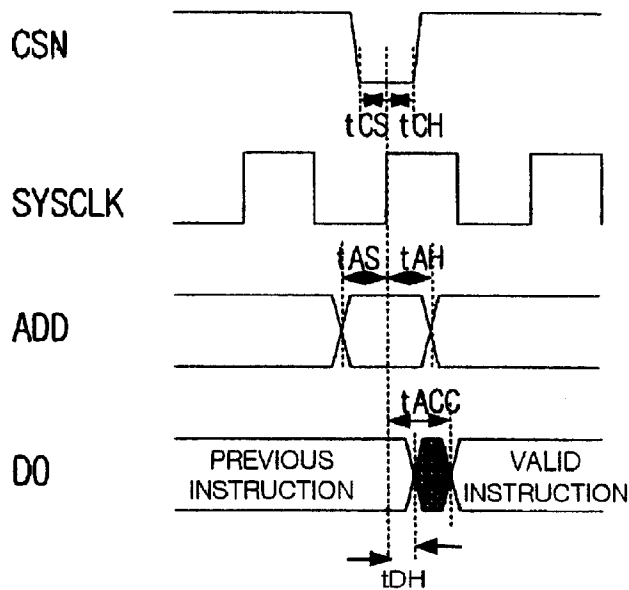 CSN
tCS tCH
SYSCLK
tAS tAH
ADD
tACC
DO
PREVIOUS
INSTRUCTION
VALID
INSTRUCTION
tDH